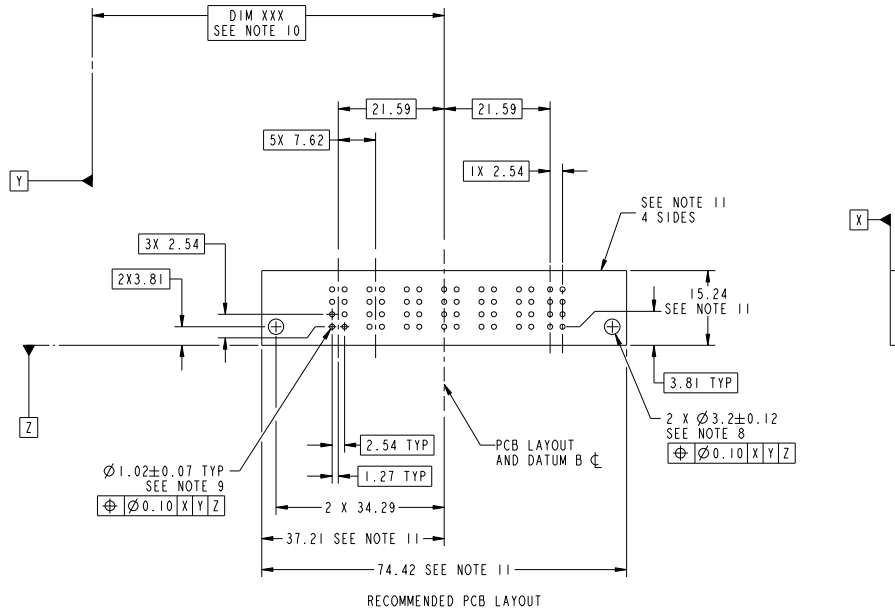 DIM XXX
SEE NOTE 10
21.59
21.59
5X 7.62
1X 2.54
Y
SEE NOTE 11
4 SIDES
X
3X 2.54
2X3.81
15.24
SEE NOTE 11
3.81 TYP
Z
2.54 TYP
PCB LAYOUT
AND DATUM B ℄
2 X Ø3.2±0.12
SEE NOTE 8
⌖ Ø0.10 X Y Z
Ø1.02±0.07 TYP
SEE NOTE 9
⌖ Ø0.10 X Y Z
1.27 TYP
2 X 34.29
37.21 SEE NOTE 11
74.42 SEE NOTE 11
RECOMMENDED PCB LAYOUT